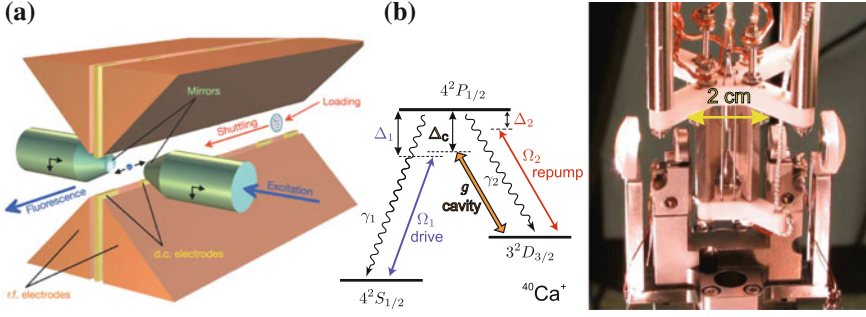 (a)
Mirrors
Loading
Shuttling
Excitation
Fluorescence
d.c. electrodes
r.f. electrodes
(b)
4²P₁/₂
Δ₁
Δc
Δ₂
Ω₂
repump
g
cavity
γ₂
γ₁
Ω₁
drive
3²D₃/₂
4²S₁/₂
⁴⁰Ca⁺
2 cm